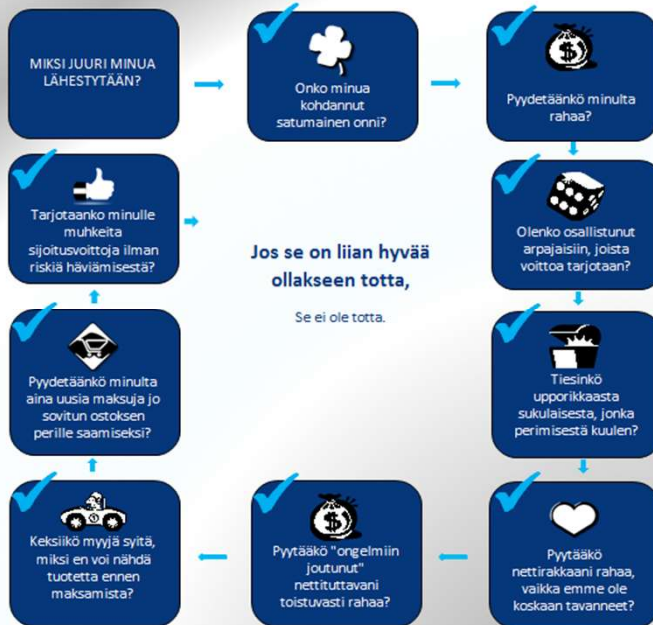 MIKSI JUURI MINUA
LÄHESTYTÄÄN?
Onko minua
kohdannut
satumainen onni?
Pyydetäänkö minulta
rahaa?
Olenko osallistunut
arpajaisiin, joista
voittoa tarjotaan?
Tiesinkö
upporikkaasta
sukulaisesta, jonka
perimisestä kuulen?
Pyytääkö
nettirakkaani rahaa,
vaikka emme ole
koskaan tavanneet?
Pyytääkö "ongelmiin
joutunut"
nettituttavani
toistuvasti rahaa?
Keksiikö myyjä syitä,
miksi en voi nähdä
tuotetta ennen
maksamista?
Pyydetäänkö minulta
aina uusia maksuja jo
sovitun ostoksen
perille saamiseksi?
Tarjotaanko minulle
muhkeita
sijoitusvoittoja ilman
riskiä häviämisestä?
Jos se on liian hyvää
ollakseen totta,
Se ei ole totta.